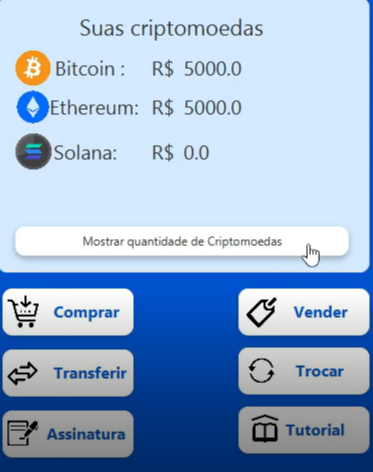 Suas criptomoedas
Bitcoin : R$ 5000.0
Ethereum: R$ 5000.0
Solana: R$ 0.0
Mostrar quantidade de Criptomoedas
Comprar Vender
Transferir Trocar
Assinatura Tutorial